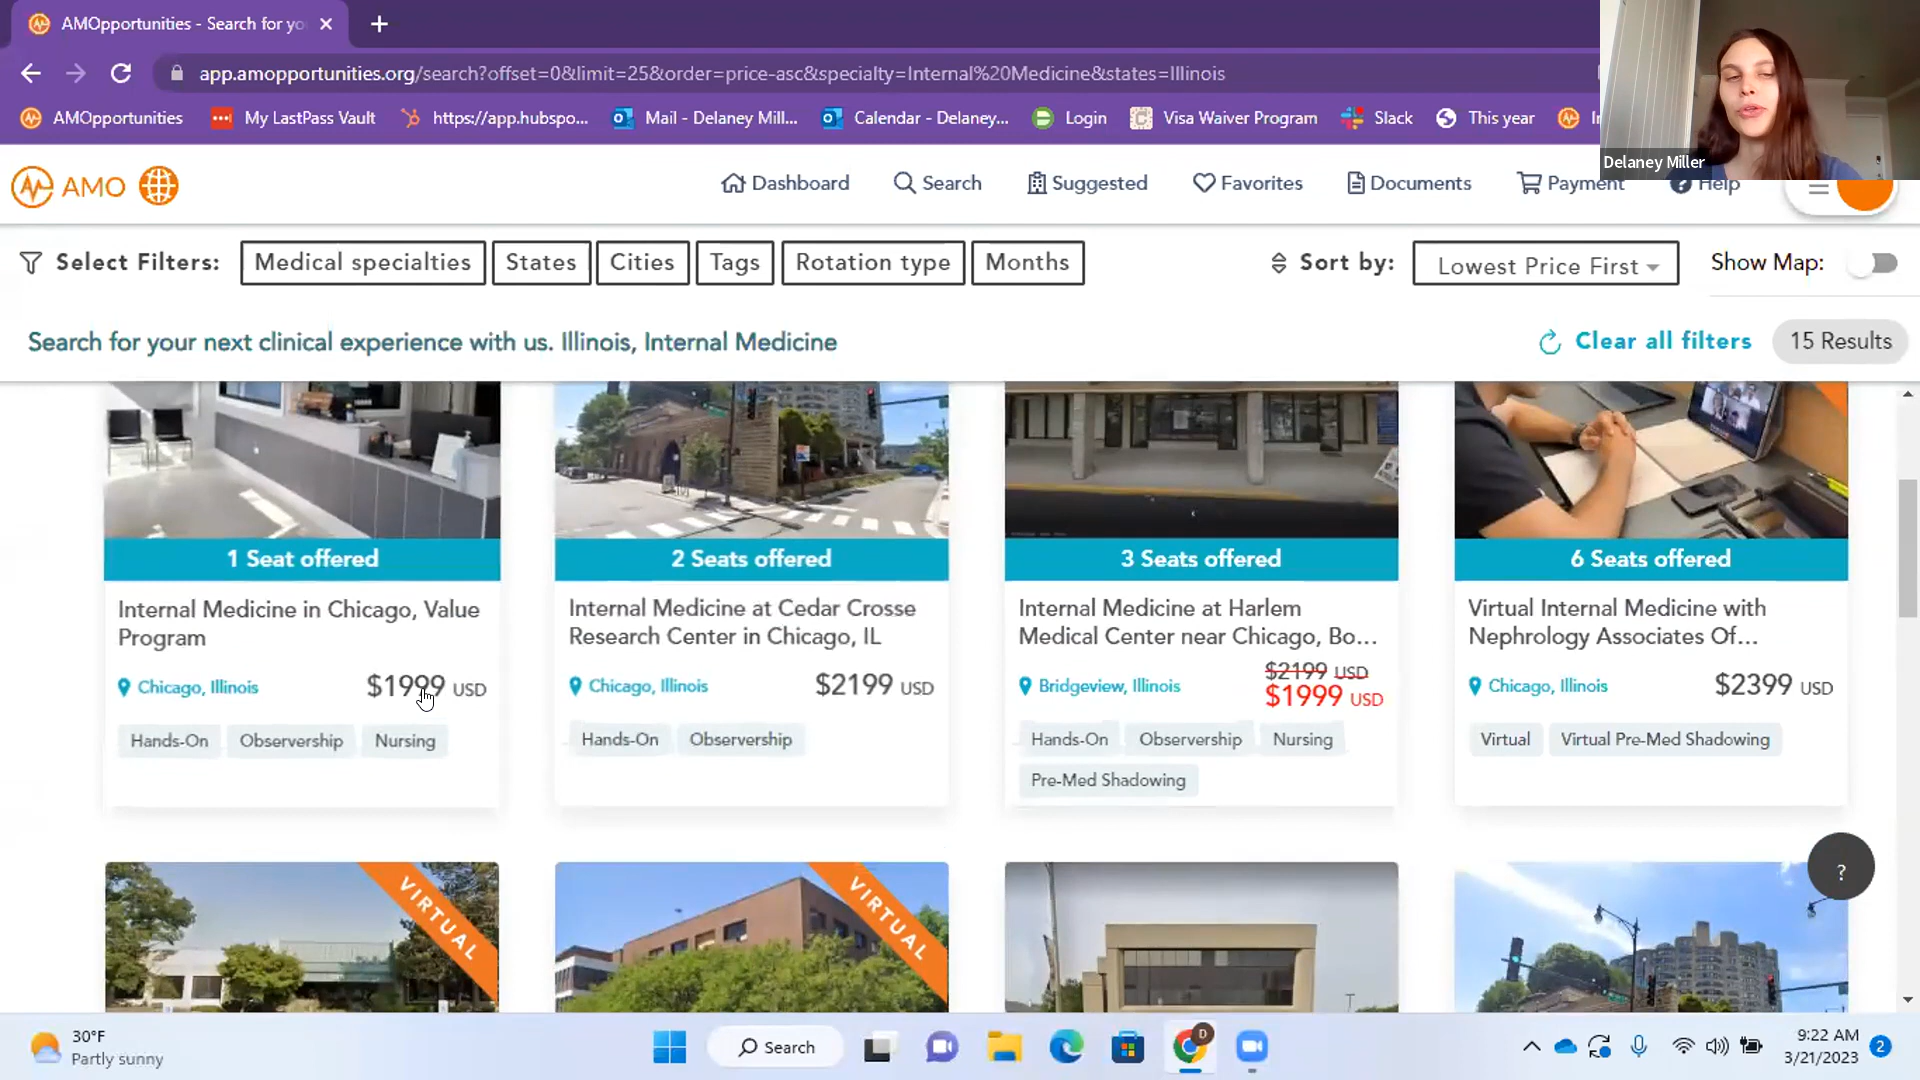 AMOpportunities - Search for yo
app.amopportunities.org/search?offset=0&limit=25&order=price-asc&specialty=Internal%20Medicine&states=Illinois
AMOpportunities
My LastPass Vault
https://app.hubspo...
Mail - Delaney Mill...
Calendar - Delaney...
Login
Visa Waiver Program
Slack
This year
Delaney Miller
AMO
Dashboard
Search
Suggested
Favorites
Documents
Payment
Help
Select Filters:
Medical specialties
States
Cities
Tags
Rotation type
Months
Sort by:
Lowest Price First
Show Map:
Search for your next clinical experience with us. Illinois, Internal Medicine
Clear all filters
15 Results
1 Seat offered
Internal Medicine in Chicago, Value
Program
Chicago, Illinois
$1999 USD
Hands-On
Observership
Nursing
2 Seats offered
Internal Medicine at Cedar Crosse
Research Center in Chicago, IL
Chicago, Illinois
$2199 USD
Hands-On
Observership
3 Seats offered
Internal Medicine at Harlem
Medical Center near Chicago, Bo...
$2199 USD
Bridgeview, Illinois
$1999 USD
Hands-On
Observership
Nursing
Pre-Med Shadowing
6 Seats offered
Virtual Internal Medicine with
Nephrology Associates Of...
Chicago, Illinois
$2399 USD
Virtual
Virtual Pre-Med Shadowing
VIRTUAL
VIRTUAL
?
30°F
Partly sunny
Search
D
9:22 AM
3/21/2023
2